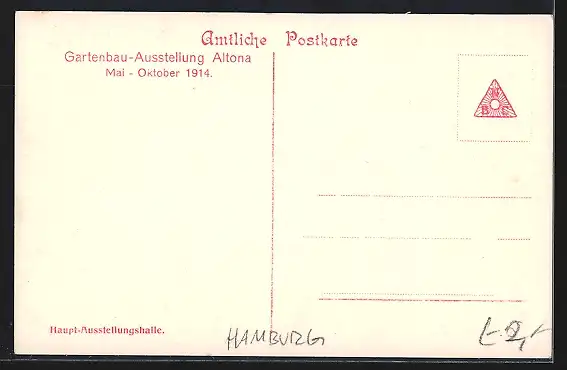 Amtliche Postkarte
Gartenbau-Ausstellung Altona
Mai - Oktober 1914.
N
B C
Haupt-Ausstellungshalle.
HAMBURG